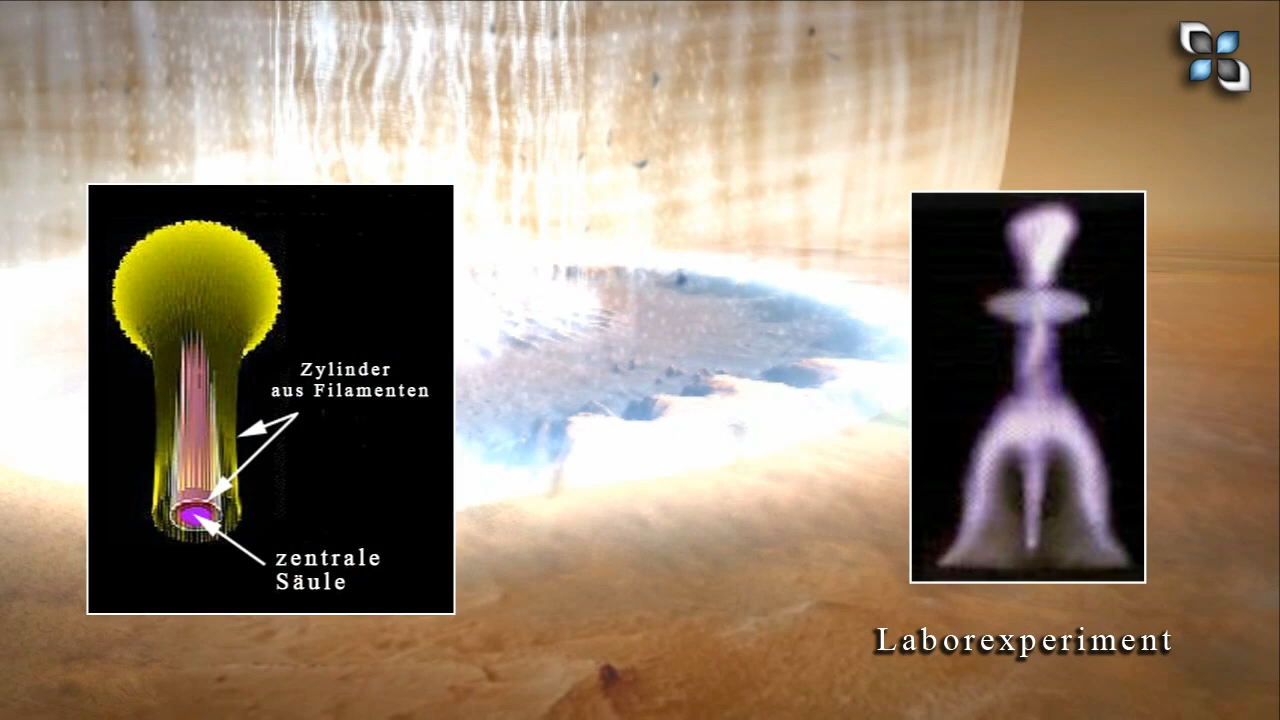 Zylinder
aus Filamenten
zentrale
Säule
Laborexperiment